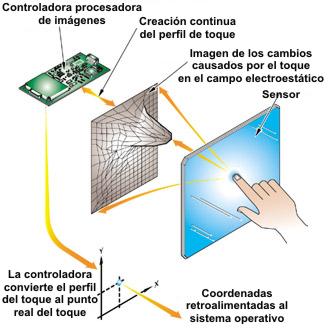 Controladora procesadora
de imágenes
Creación continua
del perfil de toque
Imagen de los cambios
causados por el toque
en el campo electroestático
Sensor
Y
X
La controladora
convierte el perfil
del toque al punto
real del toque
Coordenadas
retroalimentadas al
sistema operativo